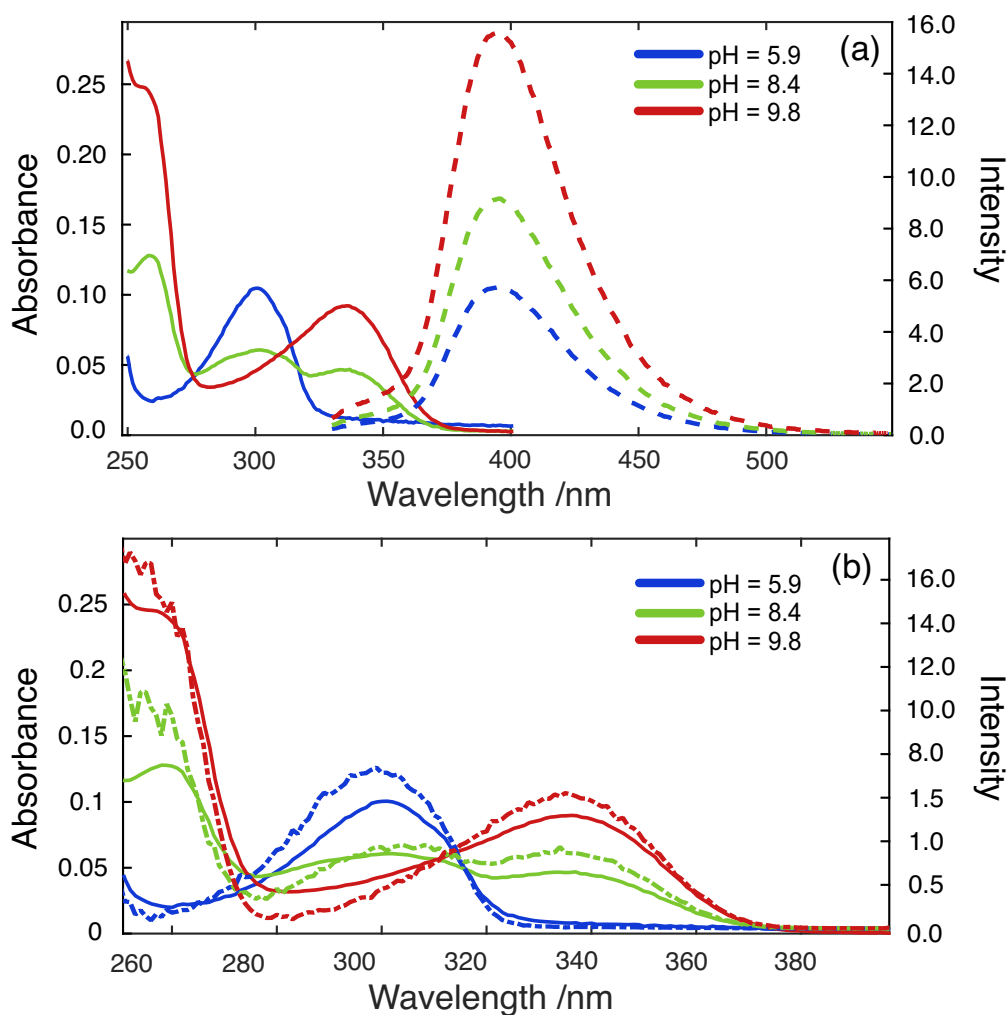 (a)
pH = 5.9
pH = 8.4
pH = 9.8
Absorbance
0.25
0.20
0.15
0.10
0.05
0.0
16.0
14.0
12.0
10.0
8.0
6.0
4.0
2.0
0.0
Intensity
250 300 350 400 450 500
Wavelength /nm
(b)
pH = 5.9
pH = 8.4
pH = 9.8
Absorbance
0.25
0.2
0.15
0.1
0.05
0
16.0
14.0
12.0
10.0
8.0
1.5
1.0
0.5
0.0
Intensity
260 280 300 320 340 360 380
Wavelength /nm